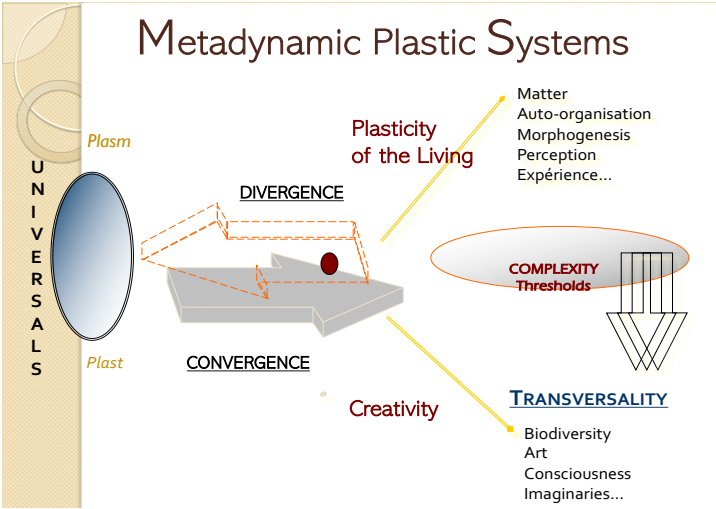 Metadynamic Plastic Systems
UNIVERSALS
Plasm
Plast
DIVERGENCE
CONVERGENCE
Plasticity
of the Living
Matter
Auto-organisation
Morphogenesis
Perception
Expérience...
COMPLEXITY
Thresholds
Creativity
TRANSVERSALITY
Biodiversity
Art
Consciousness
Imaginaries...